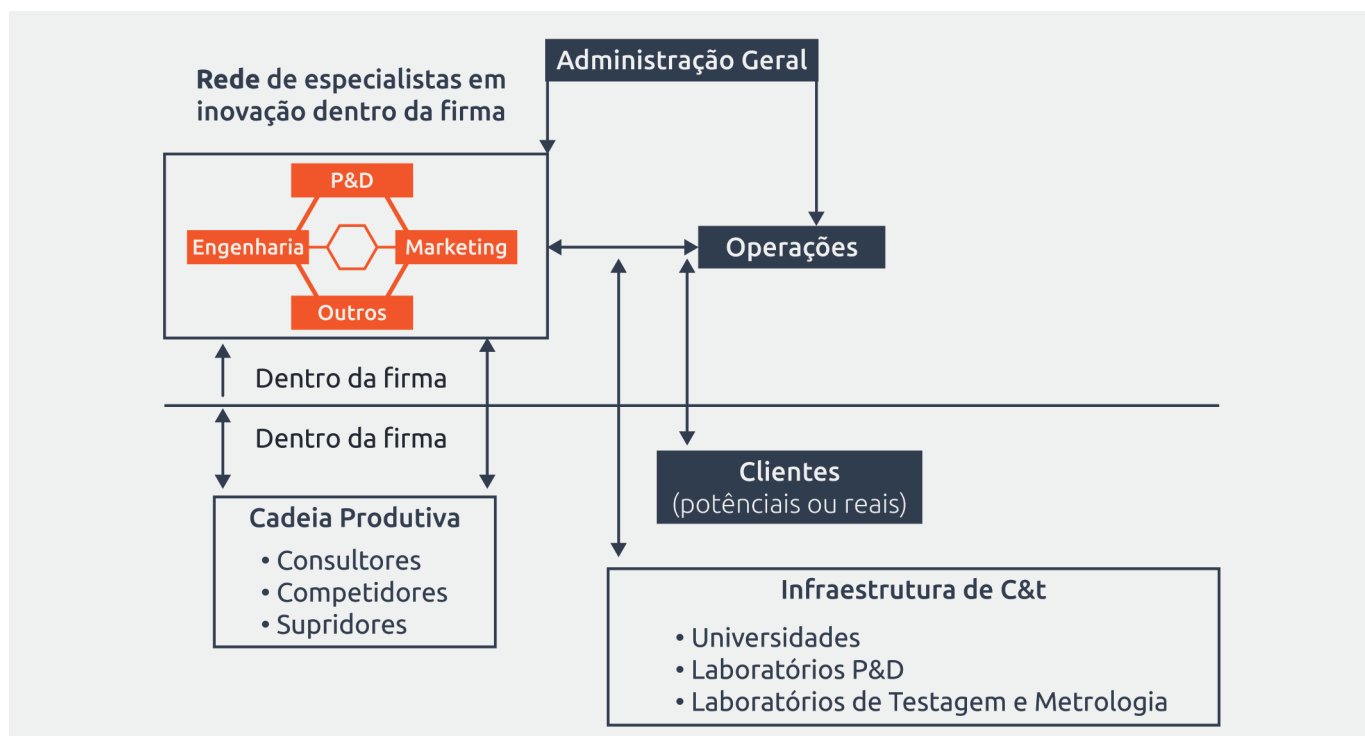 Administração Geral
Rede de especialistas em
inovação dentro da firma
P&D
Engenharia
Marketing
Outros
Operações
Dentro da firma
Dentro da firma
Clientes
(potênciais ou reais)
Cadeia Produtiva
• Consultores
• Competidores
• Supridores
Infraestrutura de C&t
• Universidades
• Laboratórios P&D
• Laboratórios de Testagem e Metrologia